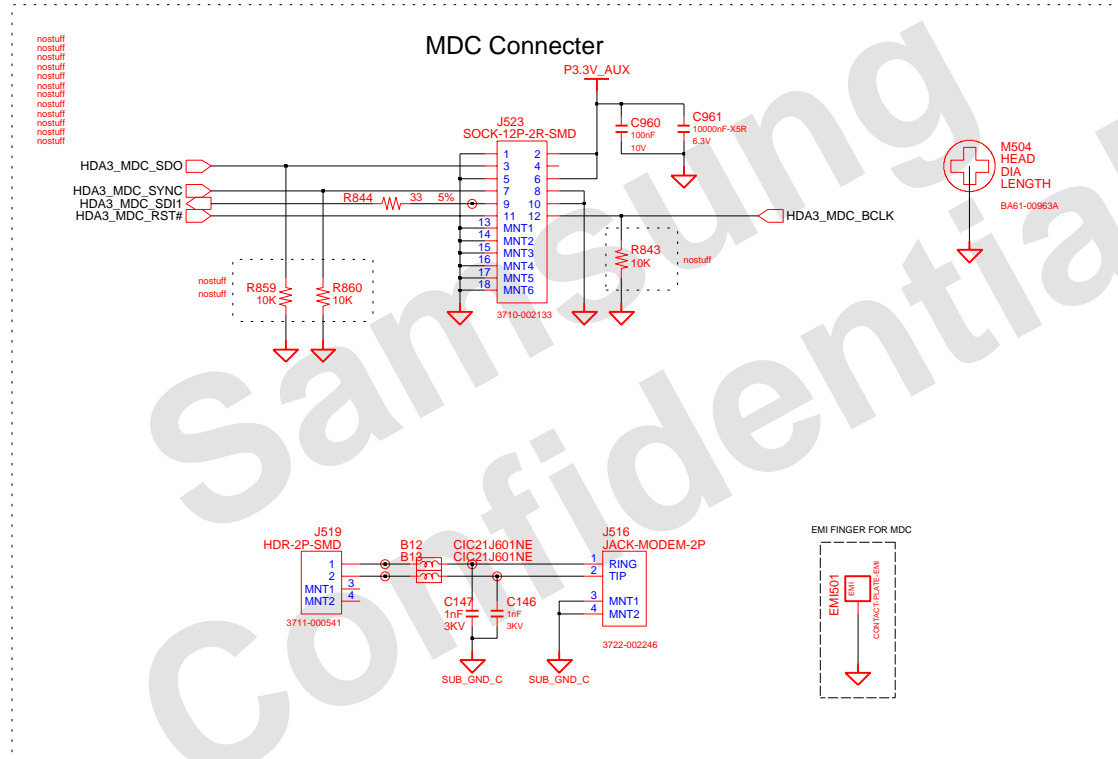 MDC Connecter
nostuff
nostuff
nostuff
nostuff
nostuff
nostuff
nostuff
nostuff
nostuff
nostuff
nostuff
nostuff
P3.3V_AUX
J523
SOCK-12P-2R-SMD
C960
100nF
10V
C961
10000nF-X5R
6.3V
HDA3_MDC_SDO
HDA3_MDC_SYNC
HDA3_MDC_SDI1
HDA3_MDC_RST#
R844 33 5%
1 2
3 4
5 6
7 8
9 10
11 12
13 MNT1
14 MNT2
15 MNT3
16 MNT4
17 MNT5
18 MNT6
3710-002133
HDA3_MDC_BCLK
R843
10K
nostuff
nostuff
nostuff
R859
10K
R860
10K
M504
HEAD
DIA
LENGTH
BA61-00963A
J519
HDR-2P-SMD
1
2
MNT1 3
MNT2 4
3711-000541
B12 CIC21J601NE
B13 CIC21J601NE
C147
1nF
3KV
C146
1nF
3KV
SUB_GND_C
J516
JACK-MODEM-2P
1 RING
2 TIP
3 MNT1
4 MNT2
3722-002246
SUB_GND_C
EMI FINGER FOR MDC
EMI501
EMI
CONTACT-PLATE-EMI
Samsung
Confidential